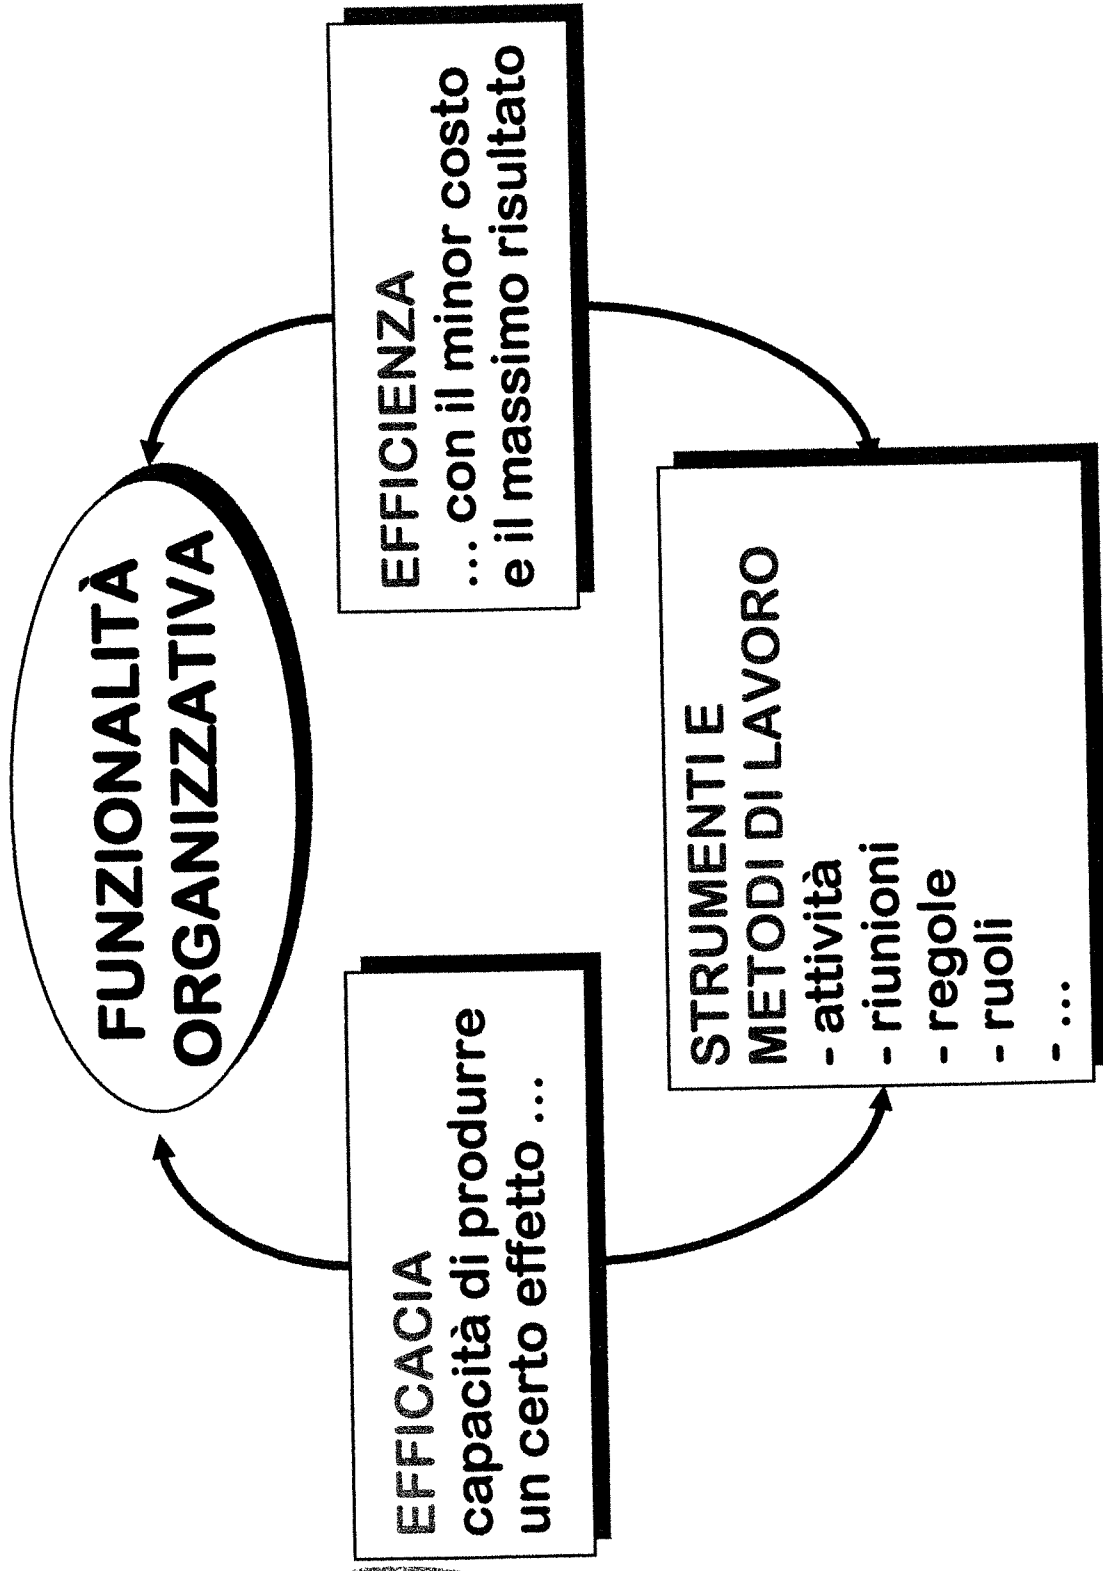 FUNZIONALITÀ
ORGANIZZATIVA
EFFICACIA
capacità di produrre
un certo effetto ...
EFFICIENZA
... con il minor costo
e il massimo risultato
STRUMENTI E
METODI DI LAVORO
- attività
- riunioni
- regole
- ruoli
- ...